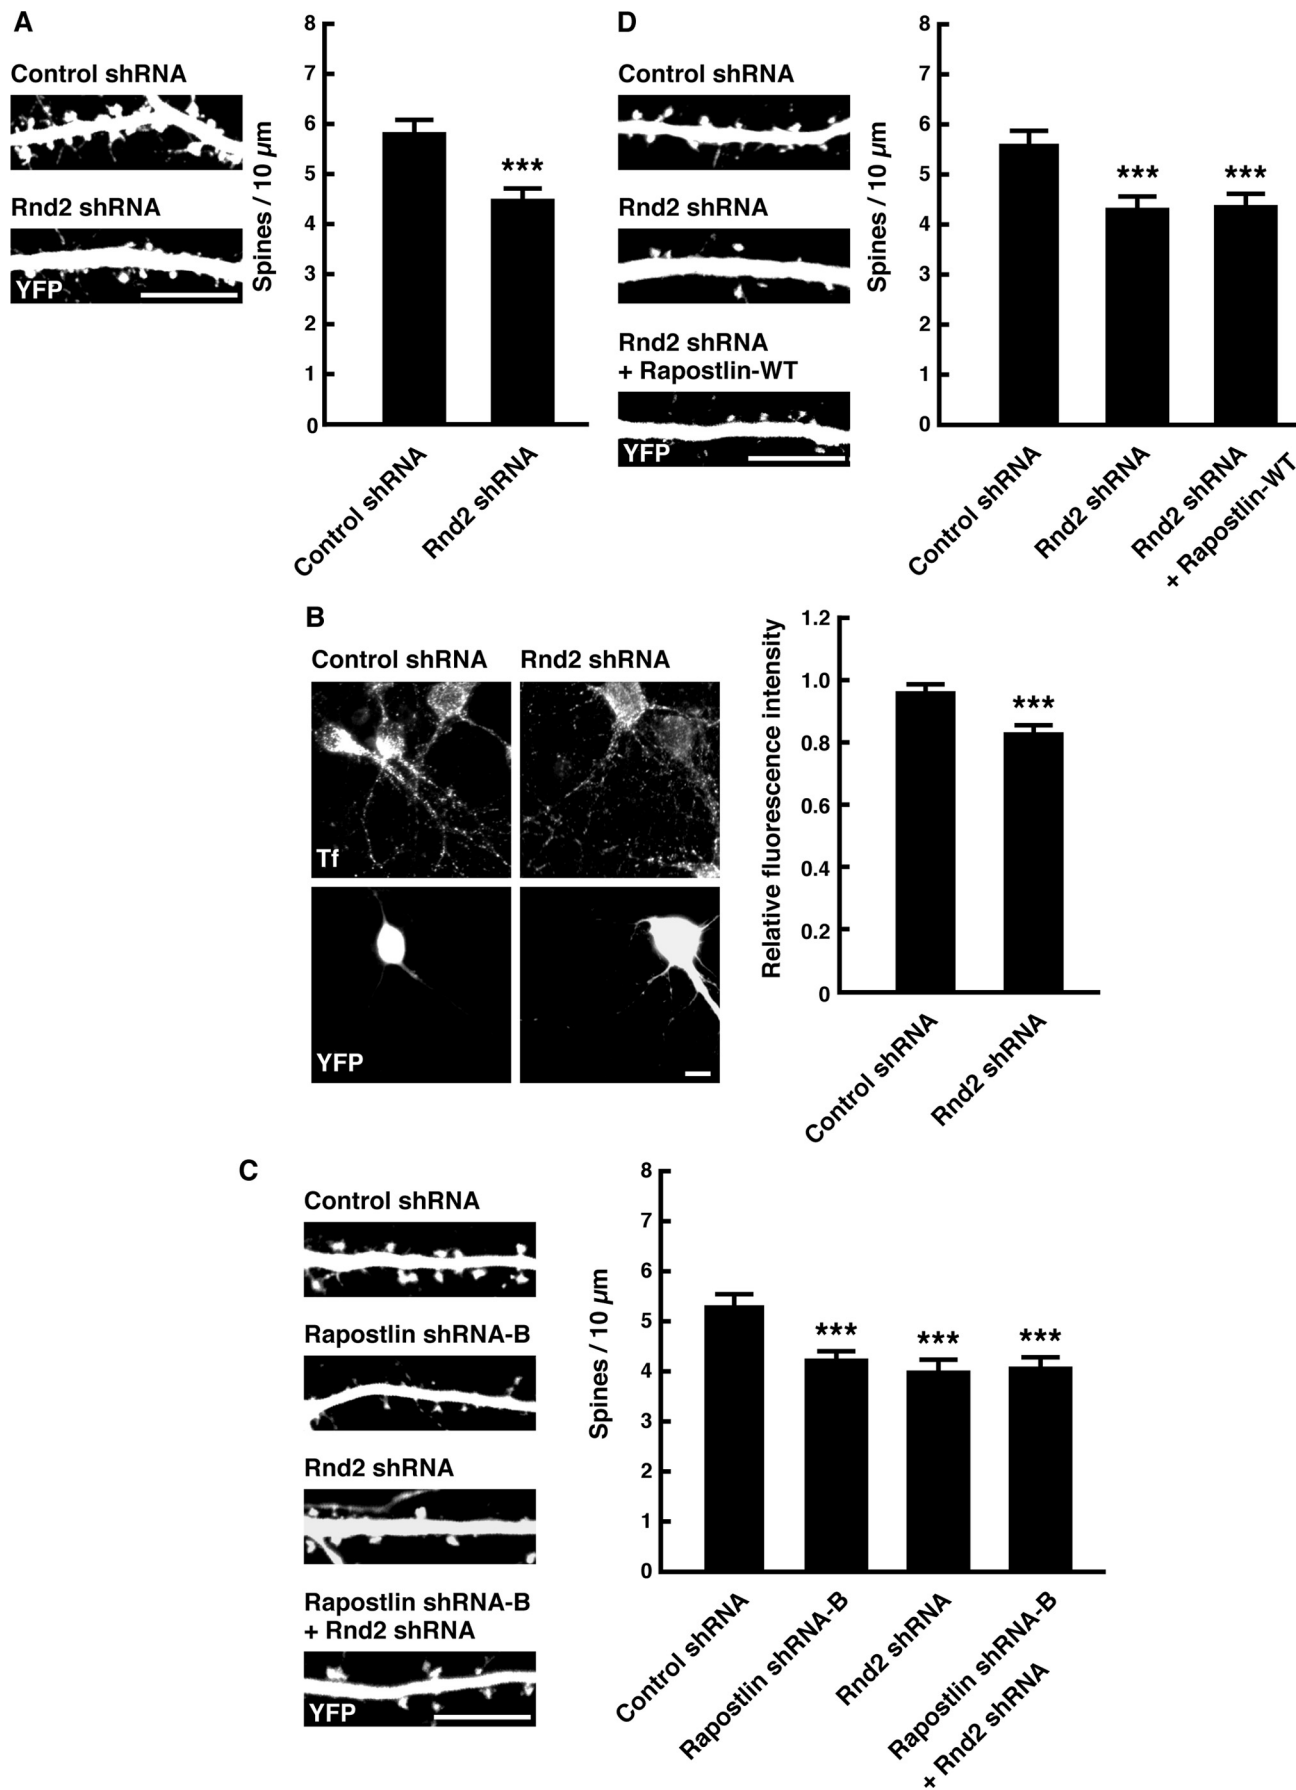 A
Control shRNA
Rnd2 shRNA
YFP
Spines / 10 µm
8
7
6
5
4
3
2
1
0
***
Control shRNA
Rnd2 shRNA
D
Control shRNA
Rnd2 shRNA
Rnd2 shRNA
+ Rapostlin-WT
YFP
Spines / 10 µm
8
7
6
5
4
3
2
1
0
***
***
Control shRNA
Rnd2 shRNA
Rnd2 shRNA
+ Rapostlin-WT
B
Control shRNA
Rnd2 shRNA
Tf
YFP
Relative fluorescence intensity
1.2
1.0
0.8
0.6
0.4
0.2
0
***
Control shRNA
Rnd2 shRNA
C
Control shRNA
Rapostlin shRNA-B
Rnd2 shRNA
Rapostlin shRNA-B
+ Rnd2 shRNA
YFP
Spines / 10 µm
8
7
6
5
4
3
2
1
0
***
***
***
Control shRNA
Rapostlin shRNA-B
Rnd2 shRNA
Rapostlin shRNA-B
+ Rnd2 shRNA